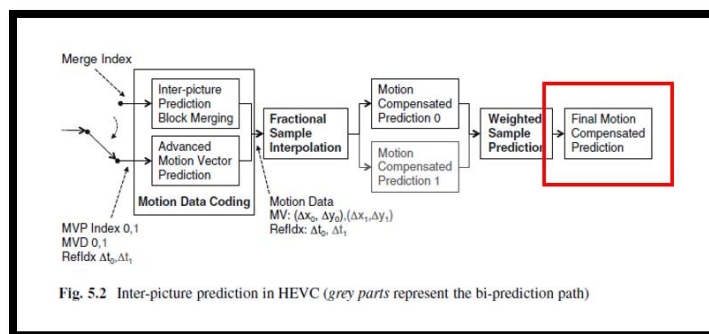 Merge Index
Inter-picture
Prediction
Block Merging
Advanced
Motion Vector
Prediction
Motion Data Coding
MVP Index 0,1
MVD 0,1
RefIdx Δt₀,Δt₁
Fractional
Sample
Interpolation
Motion Data
MV: (Δx₀, Δy₀),(Δx₁,Δy₁)
RefIdx: Δt₀, Δt₁
Motion
Compensated
Prediction 0
Motion
Compensated
Prediction 1
Weighted
Sample
Prediction
Final Motion
Compensated
Prediction
Fig. 5.2 Inter-picture prediction in HEVC (grey parts represent the bi-prediction path)